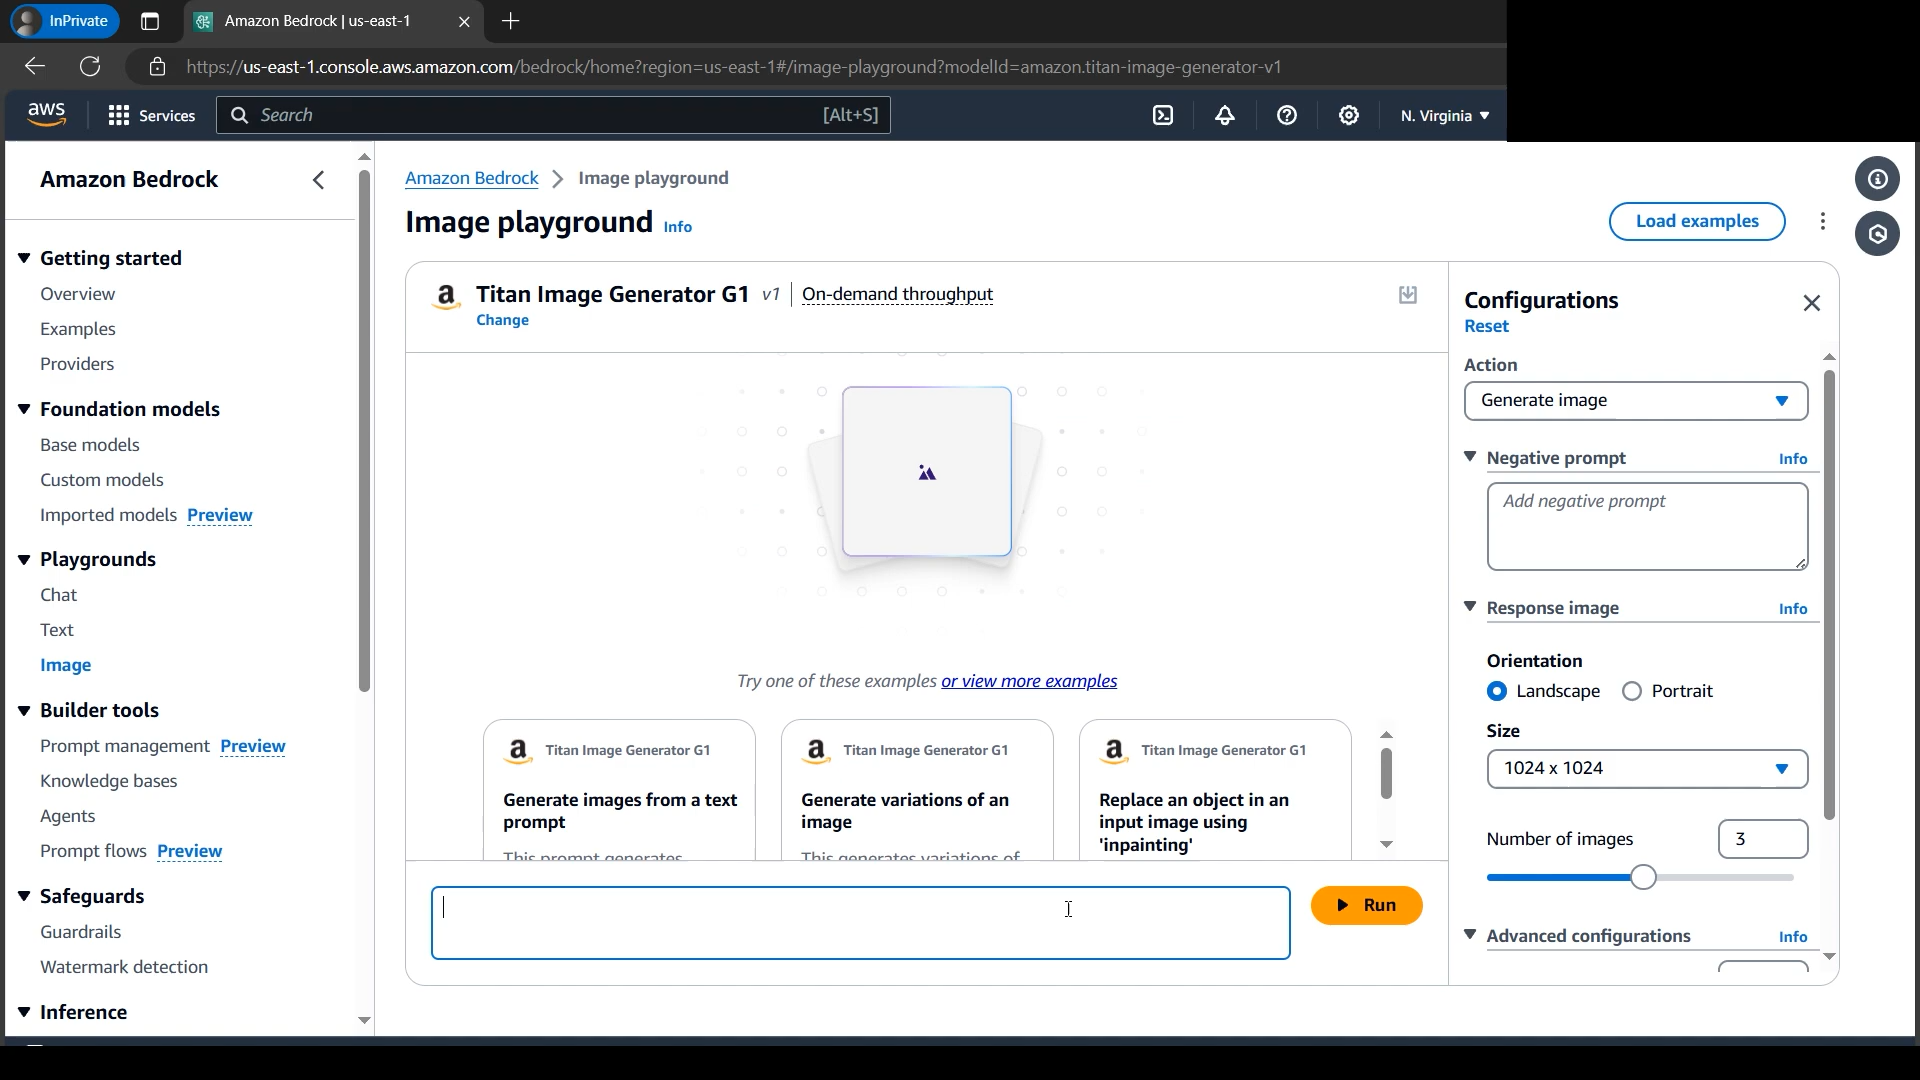 InPrivate
Amazon Bedrock | us-east-1
https://us-east-1.console.aws.amazon.com/bedrock/home?region=us-east-1#/image-playground?modelId=amazon.titan-image-generator-v1
aws
Services
Search
[Alt+S]
N. Virginia
Amazon Bedrock
Getting started
Overview
Examples
Providers
Foundation models
Base models
Custom models
Imported models Preview
Playgrounds
Chat
Text
Image
Builder tools
Prompt management Preview
Knowledge bases
Agents
Prompt flows Preview
Safeguards
Guardrails
Watermark detection
Inference
Amazon Bedrock > Image playground
Image playground Info
Load examples
Titan Image Generator G1 v1 | On-demand throughput
Change
Try one of these examples or view more examples
Titan Image Generator G1
Generate images from a text
prompt
This prompt generates
Titan Image Generator G1
Generate variations of an
image
This generates variations of
Titan Image Generator G1
Replace an object in an
input image using
'inpainting'
Run
Configurations
Reset
Action
Generate image
Negative prompt Info
Add negative prompt
Response image Info
Orientation
Landscape Portrait
Size
1024 x 1024
Number of images 3
Advanced configurations Info